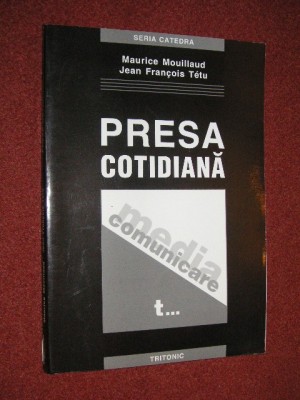 SERIA CATEDRA
Maurice Mouillaud
Jean François Tétu
PRESA
COTIDIANĂ
media
comunicare
t...
TRITONIC